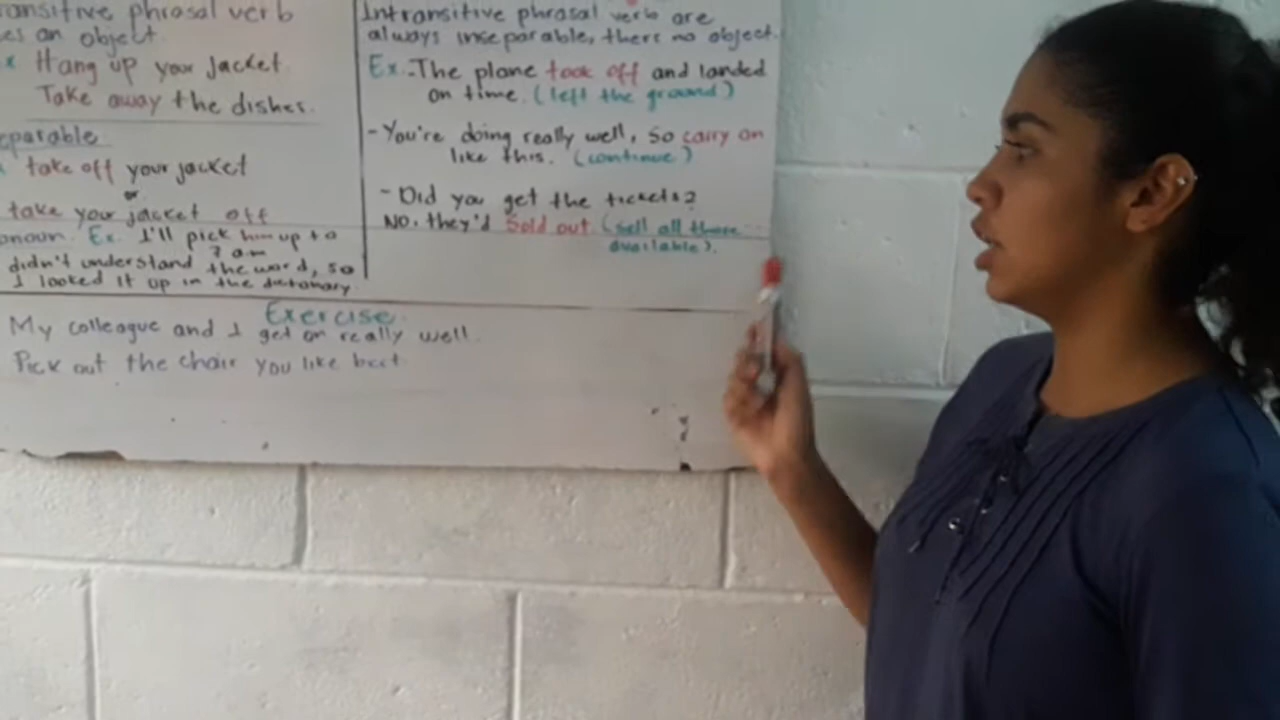 ransitive phrasal verb
es an object
x Hang up your jacket.
Take away the dishes.
eparable
take off your jacket
or
take your jacket off
onoun. Ex. I'll pick him up to
7 am
didn't understand the word, so
I looked it up in the dictionary.
Intransitive phrasal verb are
always inseparable, there no object.
Ex.-The plane took off and landed
on time. (left the ground)
-You're doing really well, so carry on
like this. (continue)
- Did you get the tickets?
No, they'd Sold out. (sell all those
available).
Exercise.
My colleague and I get on really well.
Pick out the chair you like best